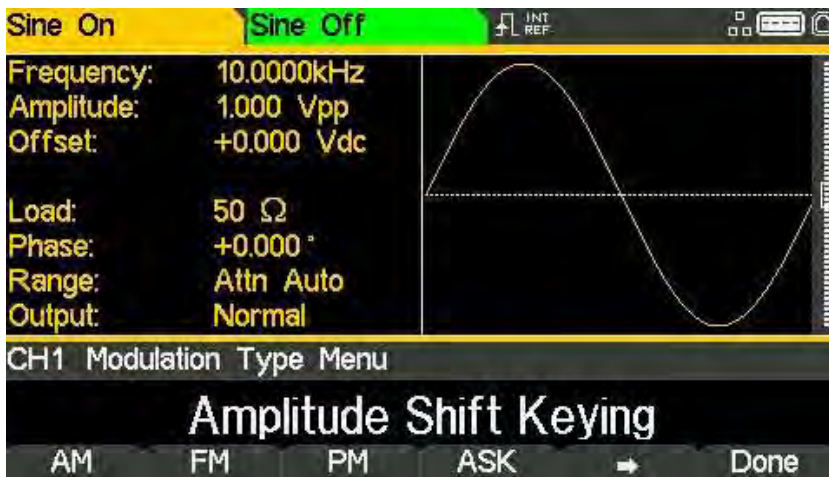 Sine On Sine Off INT
REF
Frequency: 10.0000kHz
Amplitude: 1.000 Vpp
Offset: +0.000 Vdc
Load: 50 Ω
Phase: +0.000°
Range: Attn Auto
Output: Normal
CH1 Modulation Type Menu
Amplitude Shift Keying
AM FM PM ASK ➡ Done